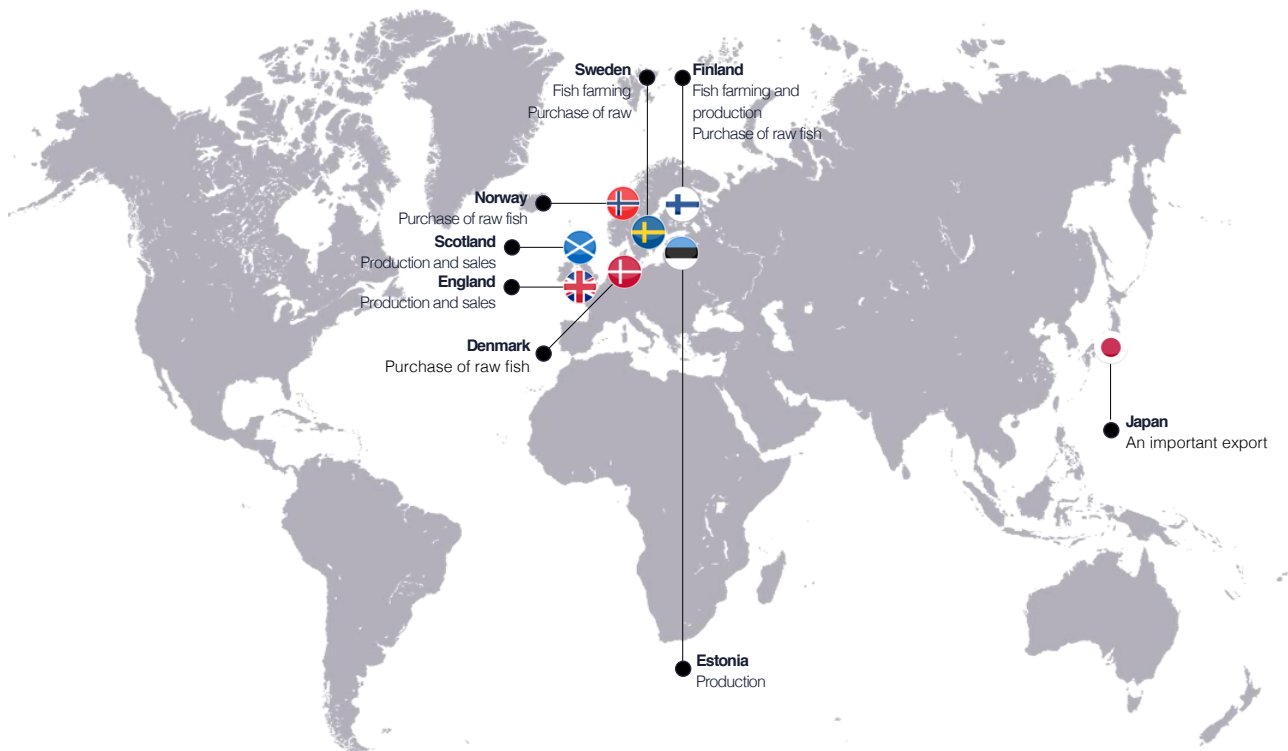 Sweden
Fish farming
Purchase of raw
Finland
Fish farming and
production
Purchase of raw fish
Norway
Purchase of raw fish
Scotland
Production and sales
England
Production and sales
Denmark
Purchase of raw fish
Japan
An important export
Estonia
Production